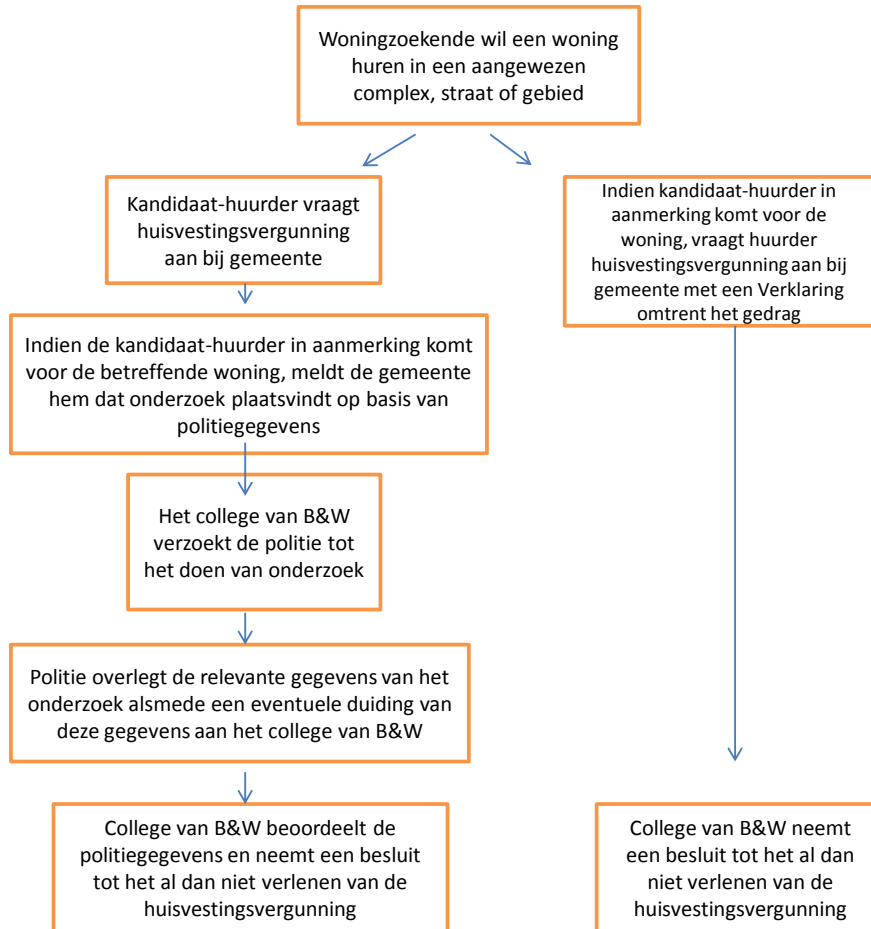 Woningzoekende wil een woning
huren in een aangewezen
complex, straat of gebied
Kandidaat-huurder vraagt
huisvestingsvergunning
aan bij gemeente
Indien kandidaat-huurder in
aanmerking komt voor de
woning, vraagt huurder
huisvestingsvergunning aan bij
gemeente met een Verklaring
omtrent het gedrag
Indien de kandidaat-huurder in aanmerking komt
voor de betreffende woning, meldt de gemeente
hem dat onderzoek plaatsvindt op basis van
politiegegevens
Het college van B&W
verzoekt de politie tot
het doen van onderzoek
Politie overlegt de relevante gegevens van het
onderzoek alsmede een eventuele duiding van
deze gegevens aan het college van B&W
College van B&W beoordeelt de
politiegegevens en neemt een besluit
tot het al dan niet verlenen van de
huisvestingsvergunning
College van B&W neemt
een besluit tot het al dan
niet verlenen van de
huisvestingsvergunning